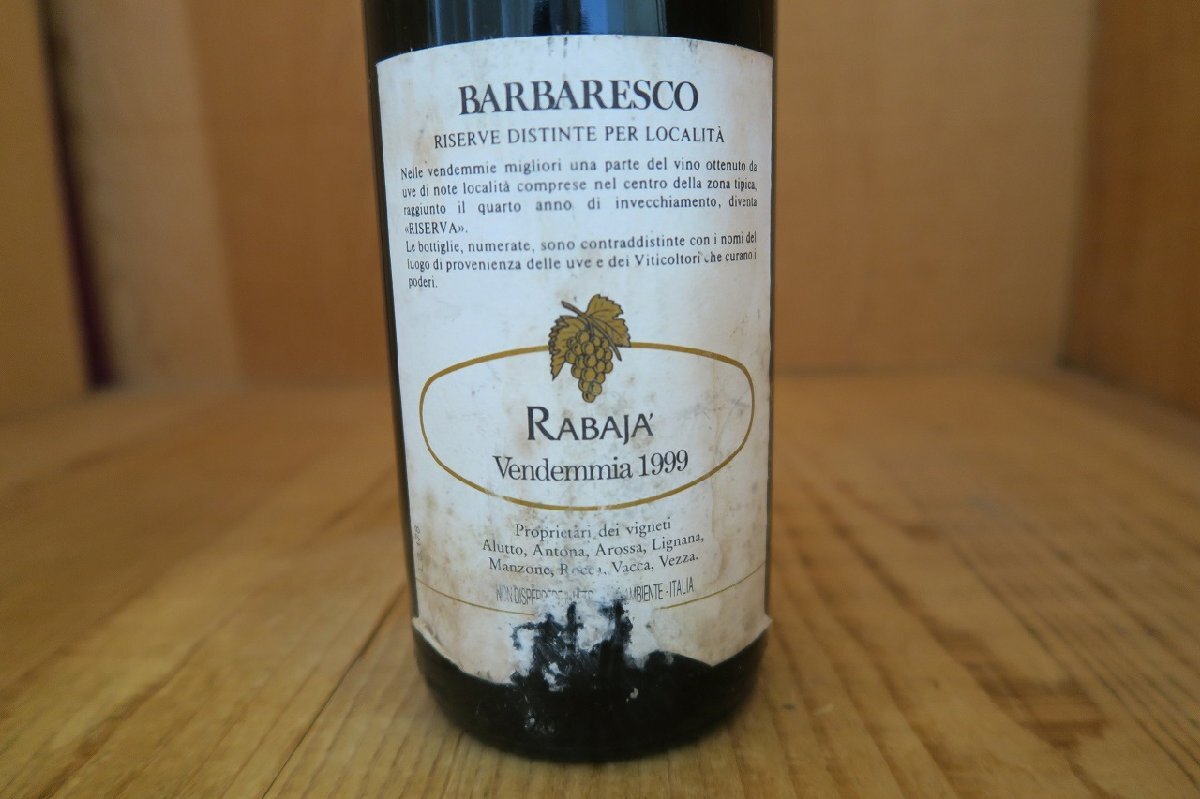 BARBARESCO
RISERVE DISTINTE PER LOCALITÀ
Nelle vendemmie migliori una parte del vino ottenuto da
uve di note località comprese nel centro della zona tipica,
raggiunto il quarto anno di invecchiamento, diventa
«RISERVA».
Le bottiglie, numerate, sono contraddistinte con i nomi del
luogo di provenienza delle uve e dei Viticoltori che curano i
poderi.
RABAJA'
Vendemmia 1999
Proprietari dei vigneti
Alutto, Antona, Arossa, Lignana,
Manzone, Rocca, Vacca, Vezza.
NON DISPERDERE AMBIENTE - ITALIA